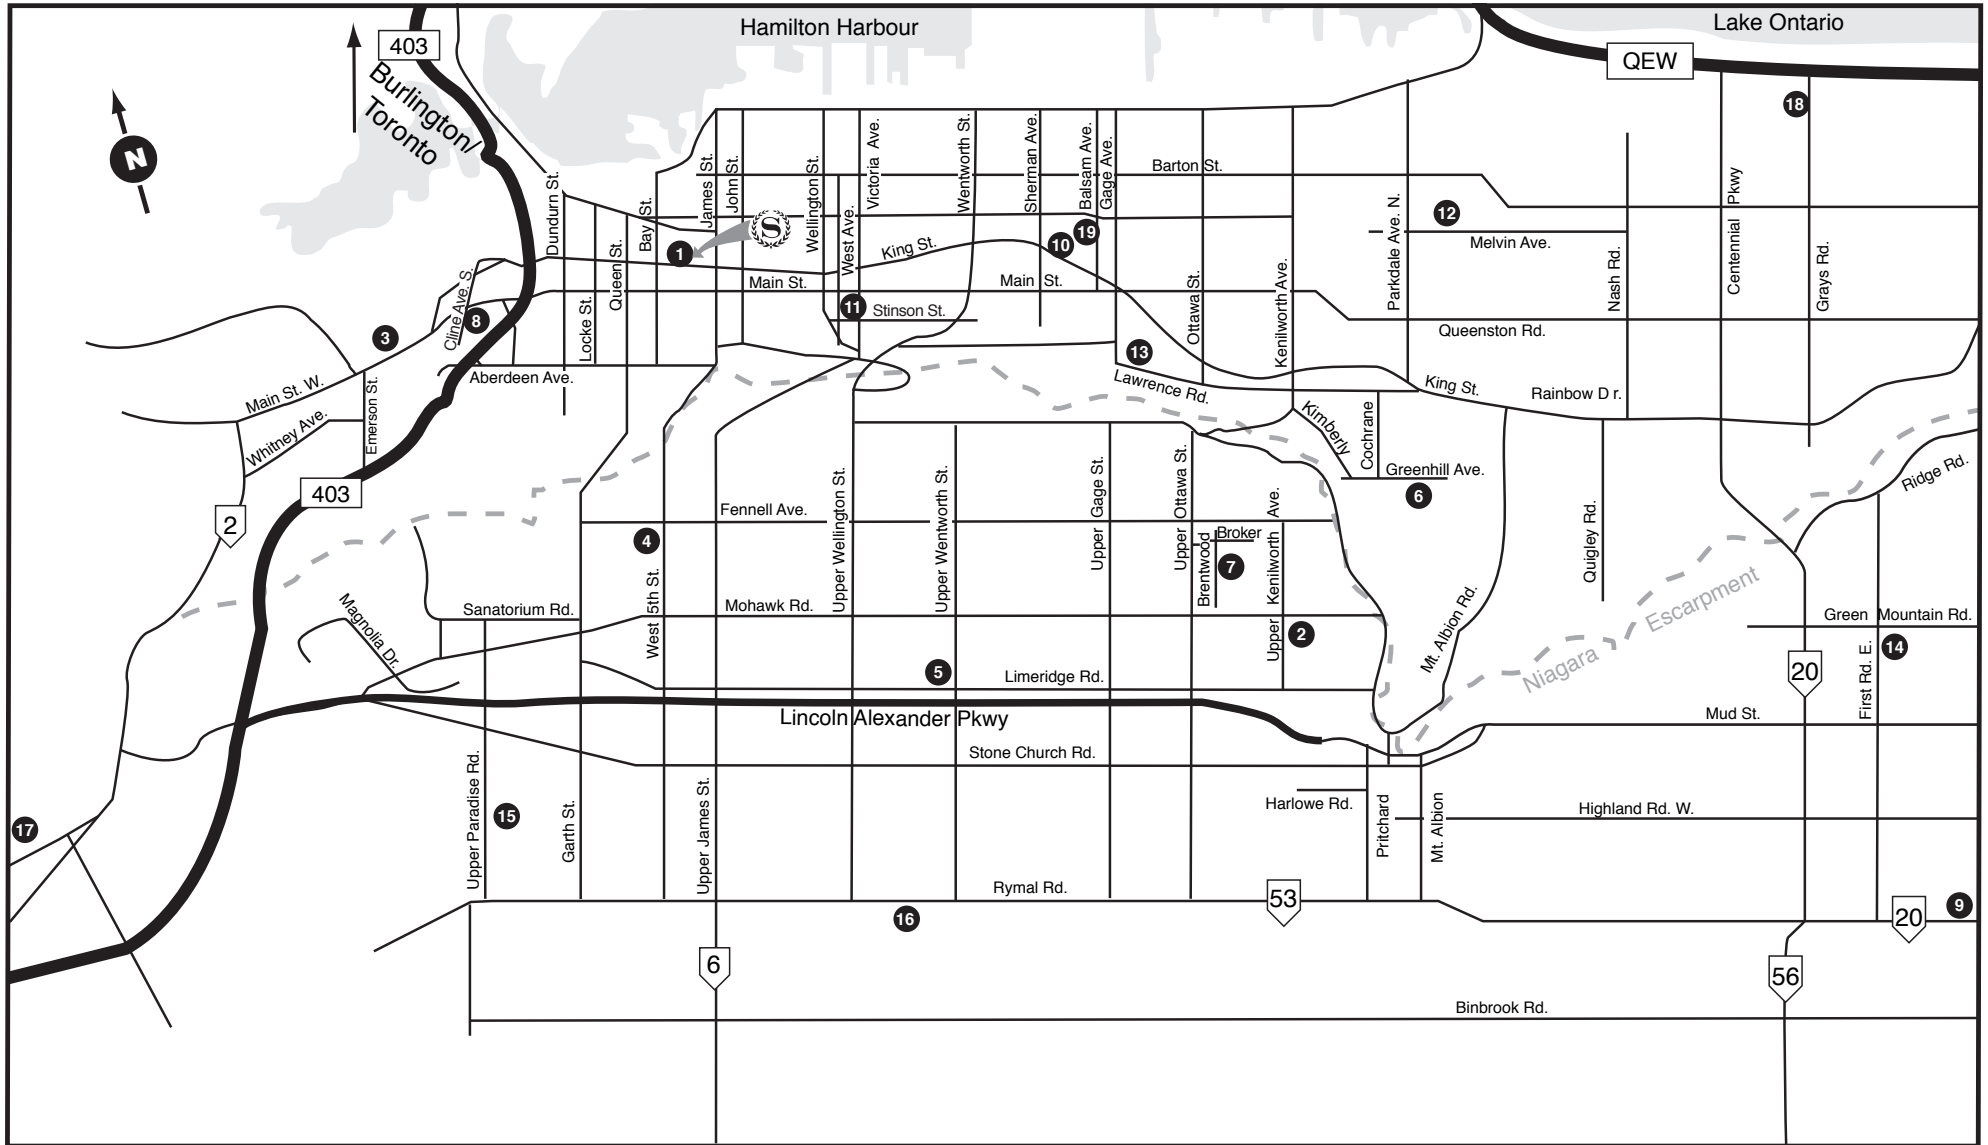 Hamilton Harbour
Lake Ontario
403
QEW
Burlington/
Toronto
N
18
Dundurn St.
Bay St.
James St.
John St.
Wellington St.
West Ave.
Victoria Ave.
Wentworth St.
Sherman Ave.
Balsam Ave.
Gage Ave.
Barton St.
Parkdale Ave. N.
12
Melvin Ave.
Nash Rd.
Centennial Pkwy
Grays Rd.
S
1
Queen St.
King St.
10
19
Main St.
Main St.
Ottawa St.
Kenilworth Ave.
11
Stinson St.
Queenston Rd.
Cline Ave. S.
8
3
Locke St.
13
Aberdeen Ave.
Main St. W.
Whitney Ave.
Emerson St.
Lawrence Rd.
King St.
Rainbow D r.
Kimberly
Cochrane
Greenhill Ave.
6
Ridge Rd.
403
2
Fennell Ave.
4
Upper Wellington St.
Upper Wentworth St.
Upper Gage St.
Upper Ottawa St.
Brentwood
Broker
7
Upper Kenilworth Ave.
Quigley Rd.
Magnolia Dr.
Sanatorium Rd.
West 5th St.
Mohawk Rd.
2
Mt. Albion Rd.
Niagara Escarpment
Green Mountain Rd.
14
First Rd. E.
20
5
Limeridge Rd.
Lincoln Alexander Pkwy
Mud St.
Stone Church Rd.
Upper Paradise Rd.
15
Garth St.
Upper James St.
Harlowe Rd.
Pritchard
Mt. Albion
Highland Rd. W.
17
Rymal Rd.
53
16
20
9
6
56
Binbrook Rd.